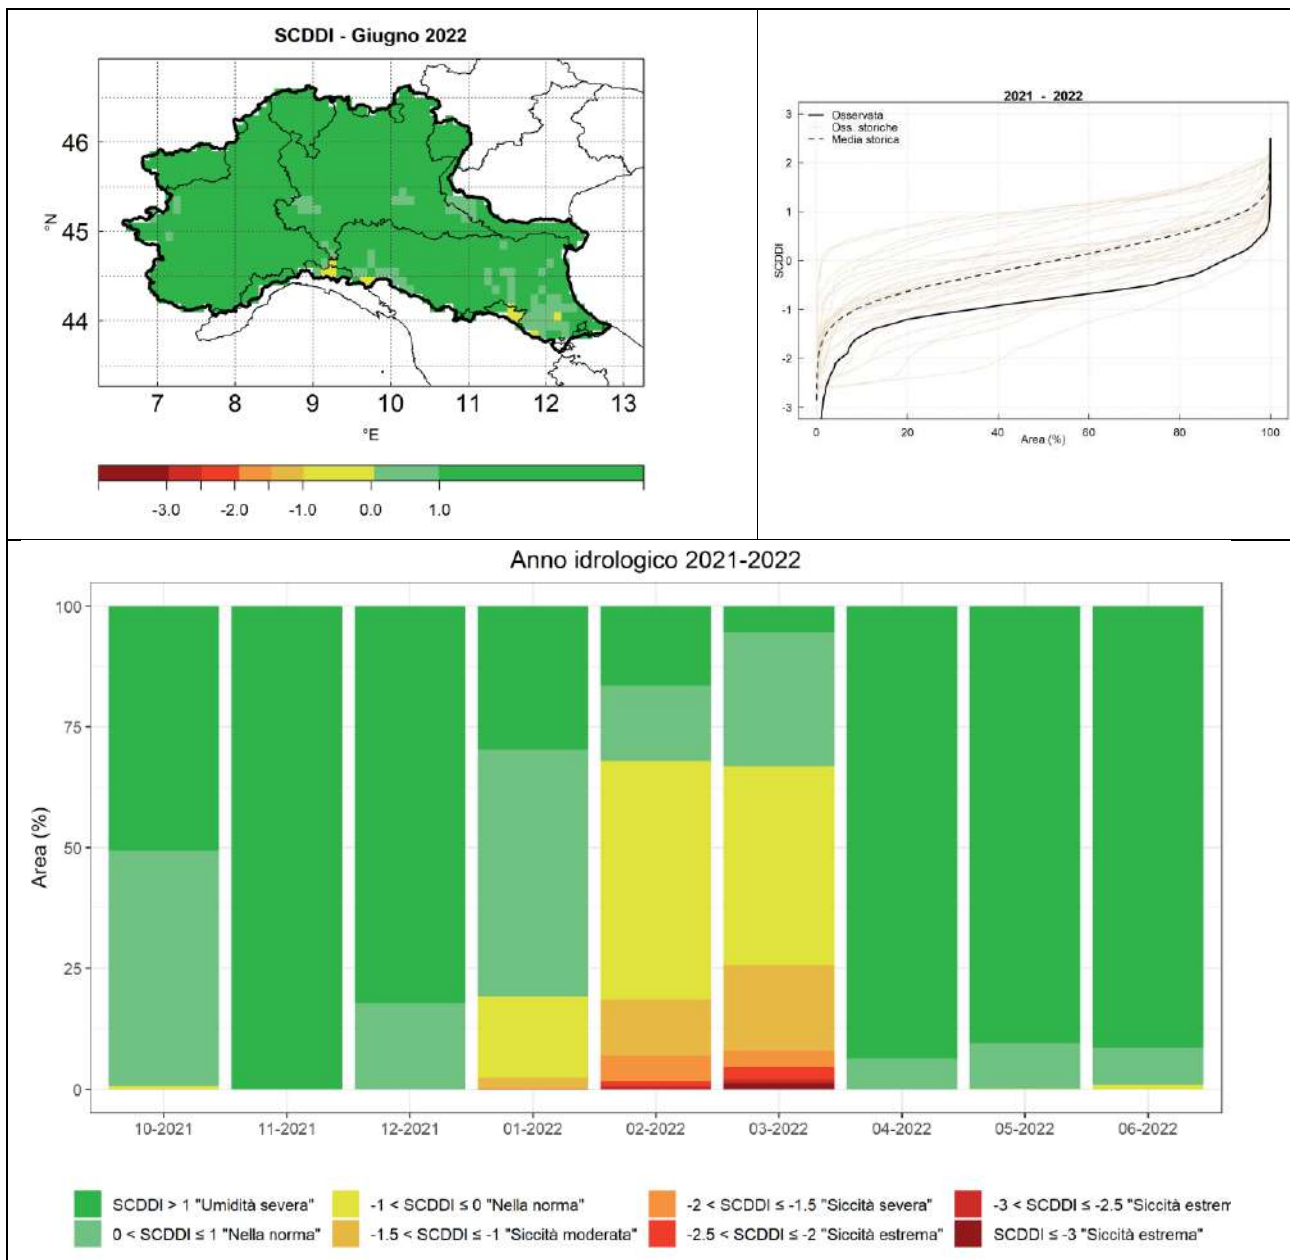 SCDDI - Giugno 2022
46
45
44
°N
7 8 9 10 11 12 13
°E
-3.0 -2.0 -1.0 0.0 1.0
2021 - 2022
Osservata
Oss. storiche
Media storica
3
2
1
0
-1
-2
-3
SCDDI
0 20 40 60 80 100
Area (%)
Anno idrologico 2021-2022
100
75
50
25
0
Area (%)
10-2021 11-2021 12-2021 01-2022 02-2022 03-2022 04-2022 05-2022 06-2022
SCDDI > 1 "Umidità severa" -1 < SCDDI ≤ 0 "Nella norma" -2 < SCDDI ≤ -1.5 "Siccità severa" -3 < SCDDI ≤ -2.5 "Siccità estrem
0 < SCDDI ≤ 1 "Nella norma" -1.5 < SCDDI ≤ -1 "Siccità moderata" -2.5 < SCDDI ≤ -2 "Siccità estrema" SCDDI ≤ -3 "Siccità estrema"